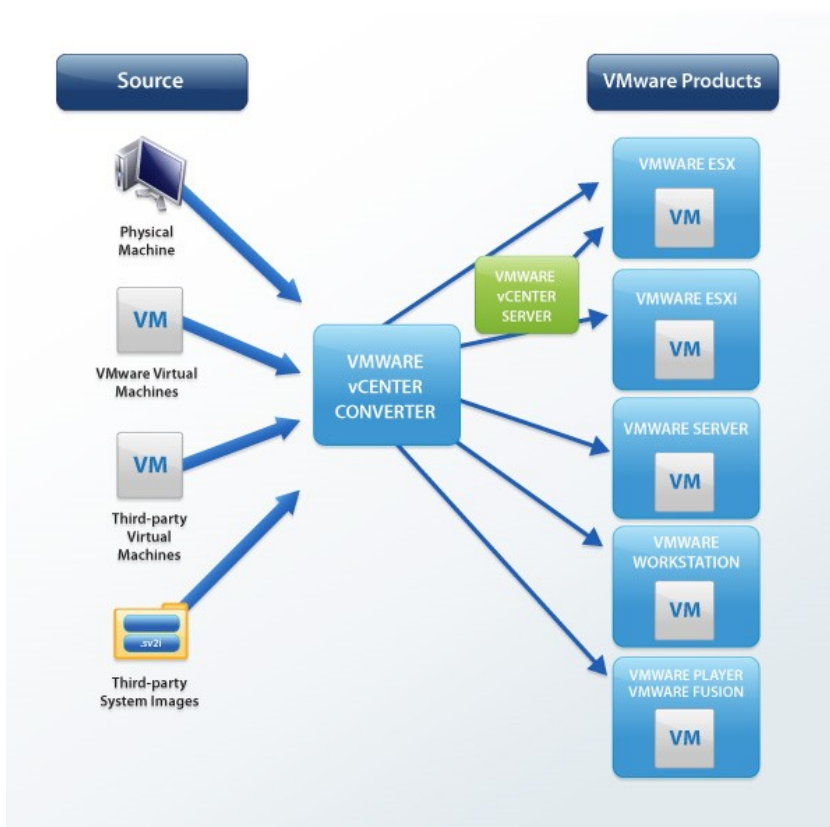 Source
VMware Products
Physical
Machine
VM
VMware Virtual
Machines
VM
Third-party
Virtual
Machines
.sv2i
Third-party
System Images
VMWARE
vCENTER
CONVERTER
VMWARE
vCENTER
SERVER
VMWARE ESX
VM
VMWARE ESXi
VM
VMWARE SERVER
VM
VMWARE
WORKSTATION
VM
VMWARE PLAYER
VMWARE FUSION
VM